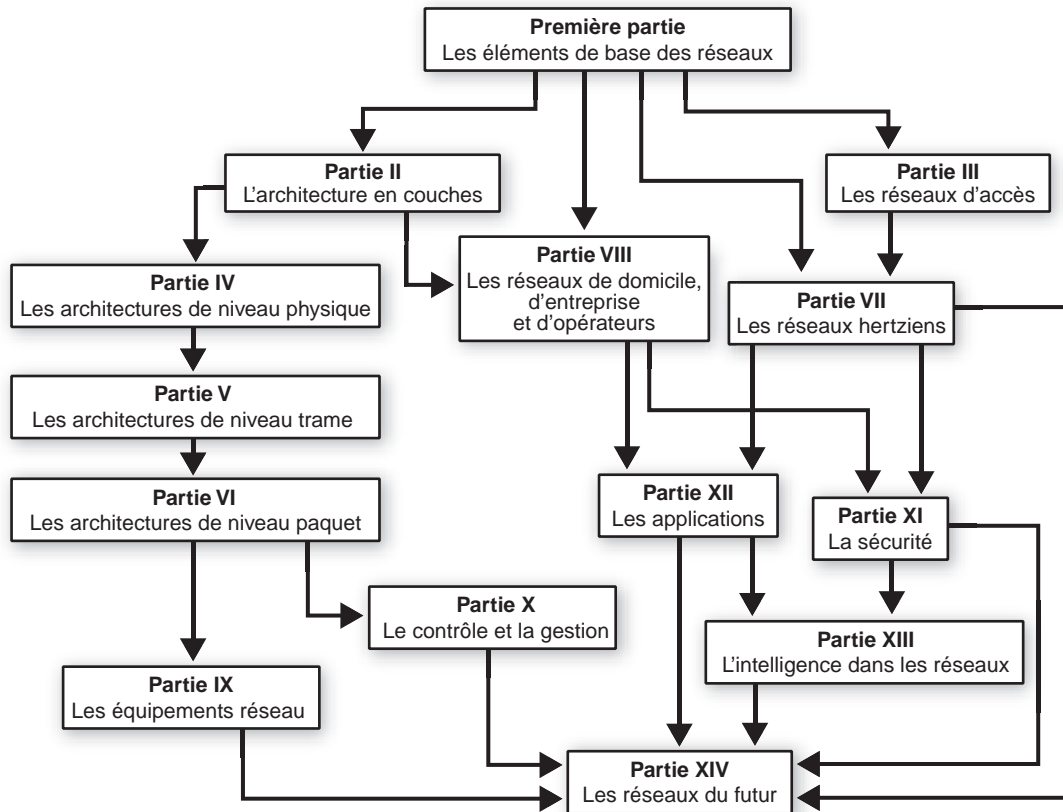 Première partie
Les éléments de base des réseaux
Partie II
L'architecture en couches
Partie III
Les réseaux d'accès
Partie VIII
Les réseaux de domicile,
d'entreprise
et d'opérateurs
Partie IV
Les architectures de niveau physique
Partie VII
Les réseaux hertziens
Partie V
Les architectures de niveau trame
Partie VI
Les architectures de niveau paquet
Partie XII
Les applications
Partie XI
La sécurité
Partie X
Le contrôle et la gestion
Partie XIII
L'intelligence dans les réseaux
Partie IX
Les équipements réseau
Partie XIV
Les réseaux du futur